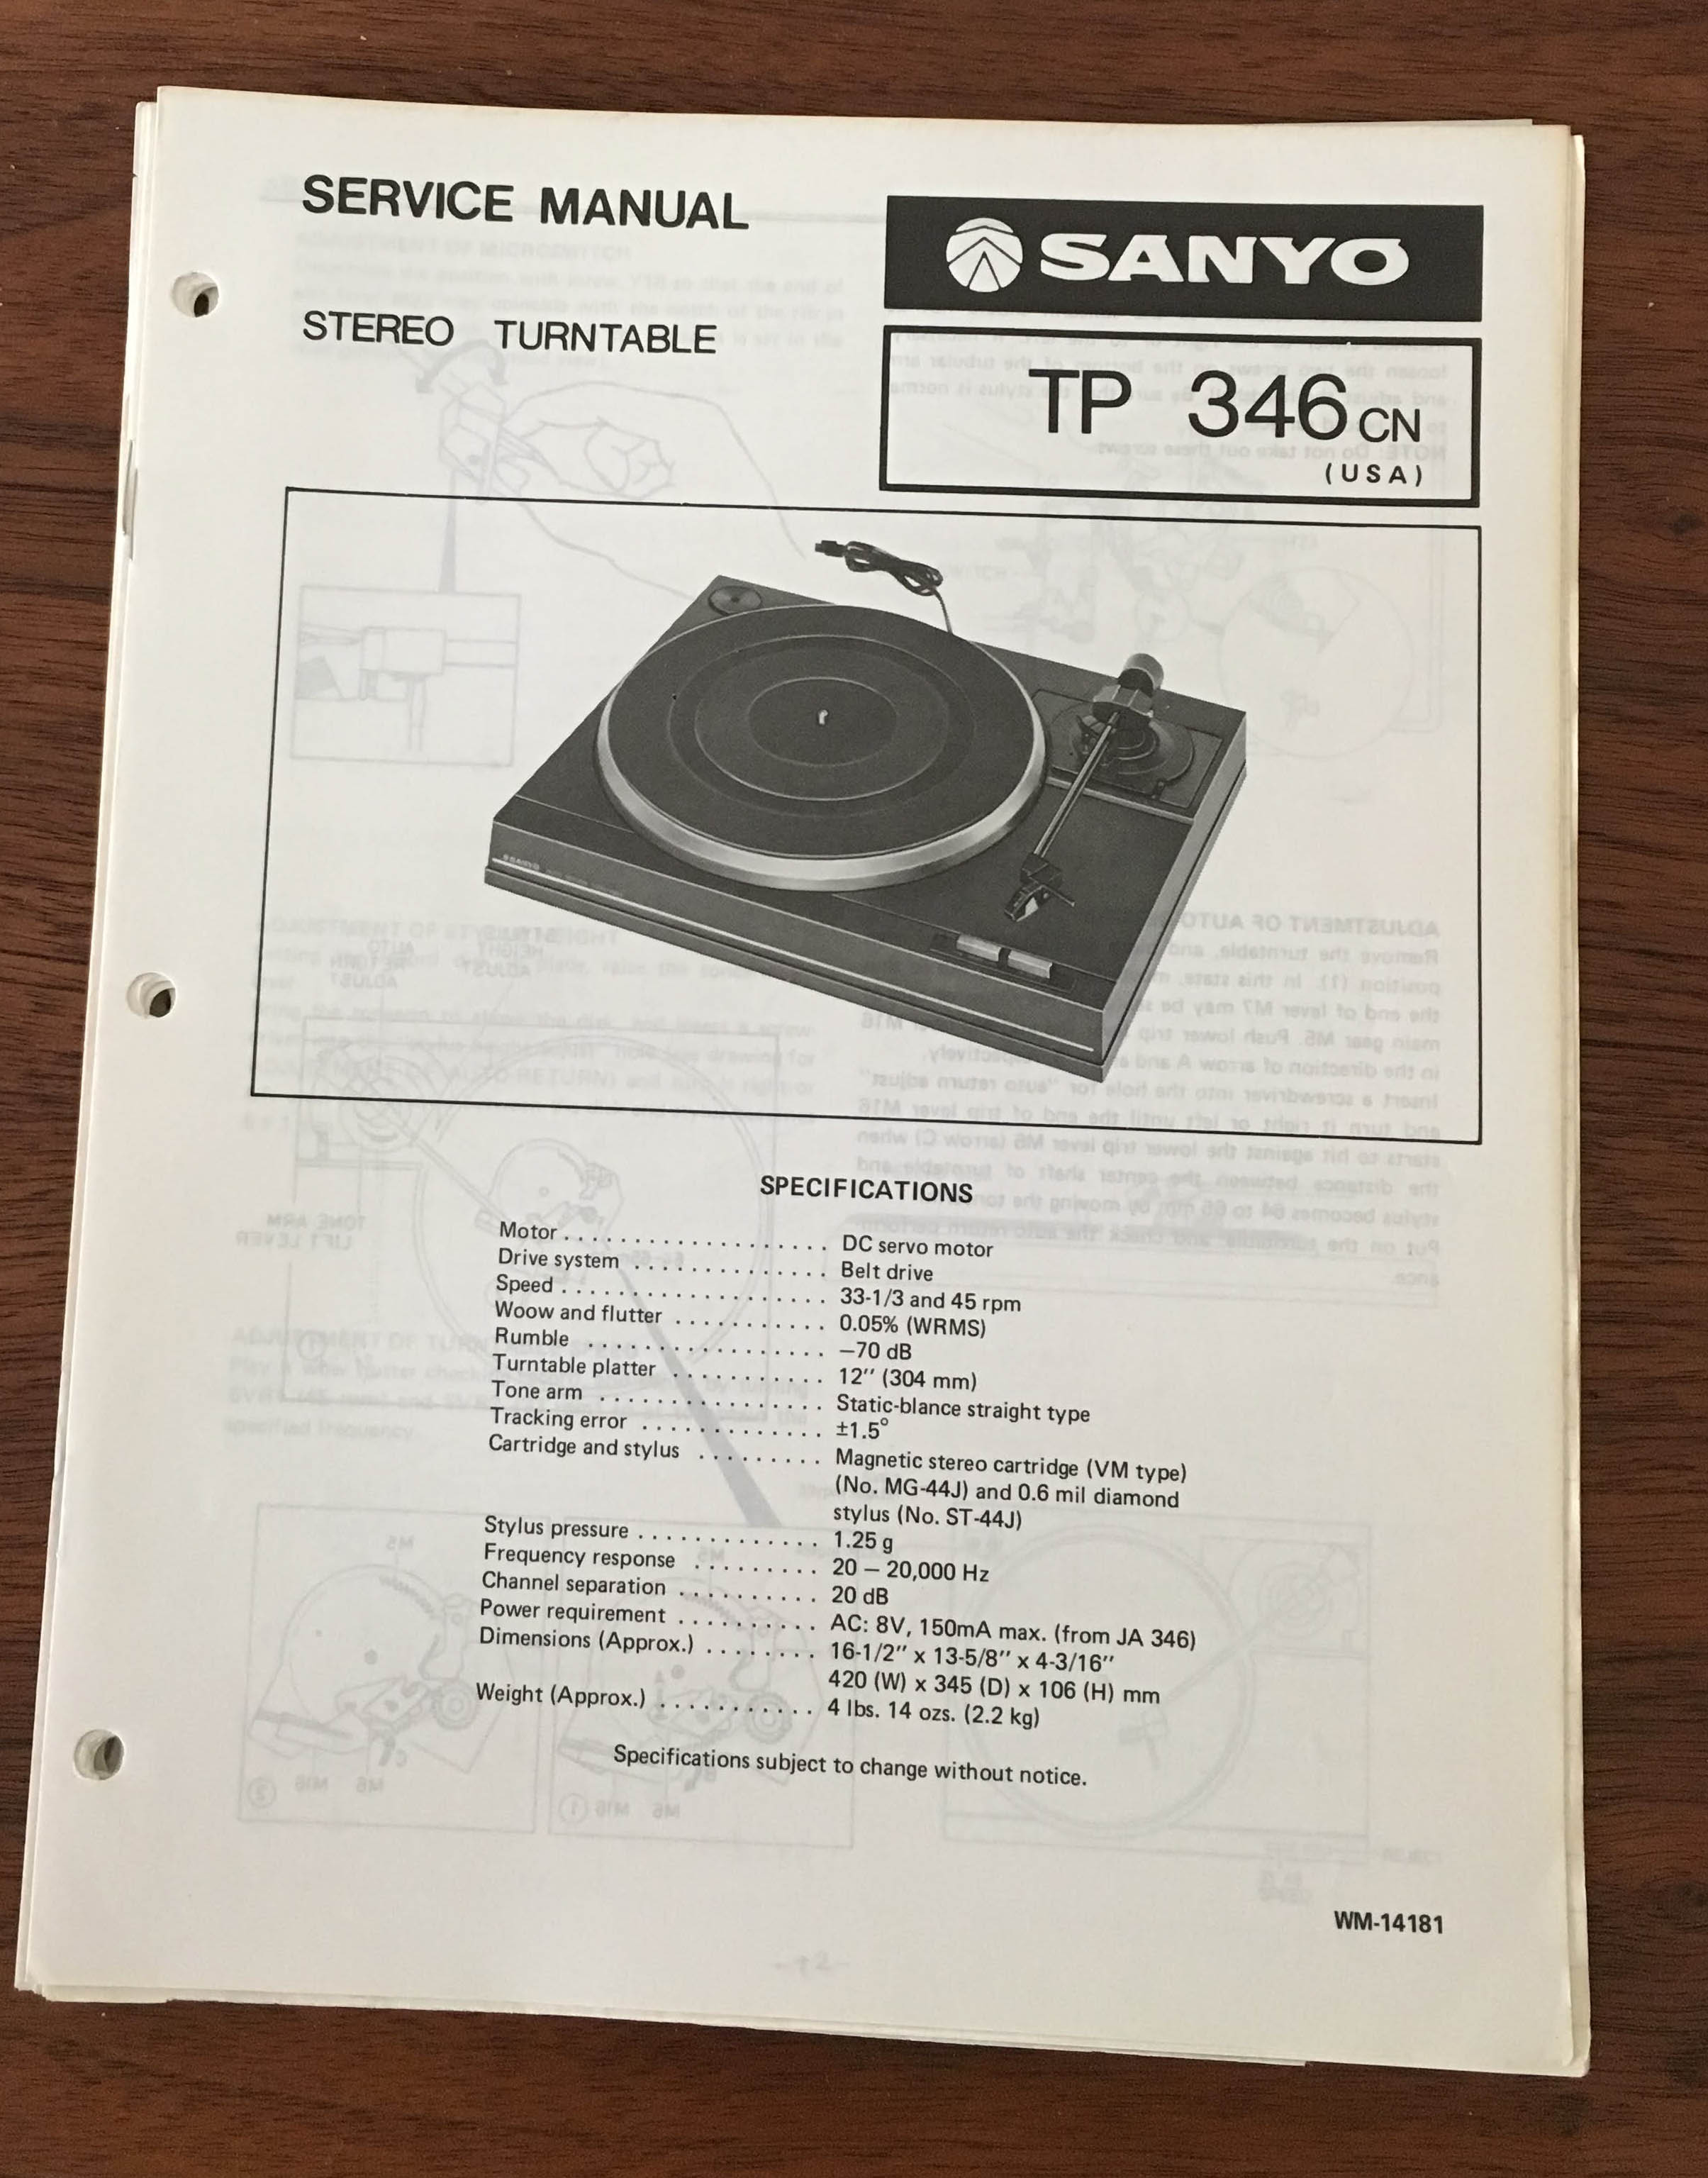 SERVICE MANUAL
SANYO
STEREO TURNTABLE
TP 346CN
(USA)
SANYO
SPECIFICATIONS
Motor . . . . . . . . . . . . . . . . . . . DC servo motor
Drive system . . . . . . . . . . . . . . Belt drive
Speed . . . . . . . . . . . . . . . . . . . 33-1/3 and 45 rpm
Woow and flutter . . . . . . . . . . . 0.05% (WRMS)
Rumble . . . . . . . . . . . . . . . . . −70 dB
Turntable platter . . . . . . . . . . . 12″ (304 mm)
Tone arm . . . . . . . . . . . . . . . . Static-blance straight type
Tracking error . . . . . . . . . . . . . ±1.5°
Cartridge and stylus . . . . . . . . . Magnetic stereo cartridge (VM type)
(No. MG-44J) and 0.6 mil diamond
stylus (No. ST-44J)
Stylus pressure . . . . . . . . . . . . . 1.25 g
Frequency response . . . . . . . . . 20 – 20,000 Hz
Channel separation . . . . . . . . . . 20 dB
Power requirement . . . . . . . . . . AC: 8V, 150mA max. (from JA 346)
Dimensions (Approx.) . . . . . . . . 16-1/2″ x 13-5/8″ x 4-3/16″
420 (W) x 345 (D) x 106 (H) mm
Weight (Approx.) . . . . . . . . . . . 4 lbs. 14 ozs. (2.2 kg)
Specifications subject to change without notice.
WM-14181